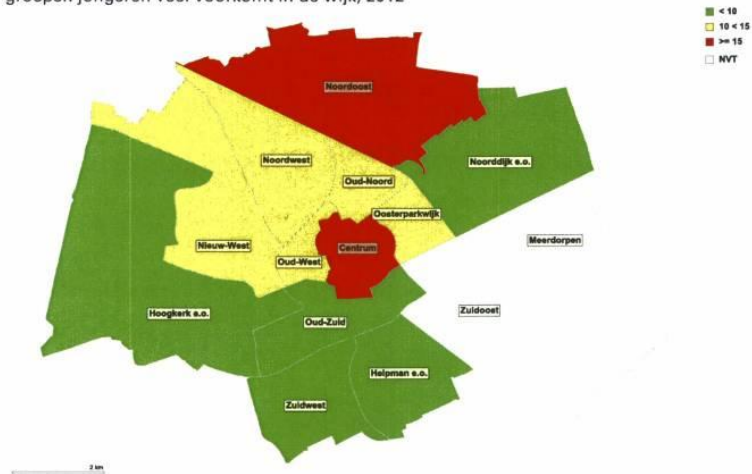 groepen jongeren veel voorkomt in de wijk, 2012
< 10
10 < 15
>= 15
NVT
Noordoost
Noordwest
Noorddijk e.o.
Oud-Noord
Oosterparkwijk
Nieuw-West
Centrum
Meerdorpen
Oud-West
Hoogkerk e.o.
Zuidoost
Oud-Zuid
Helpman e.o.
Zuidwest
2 km